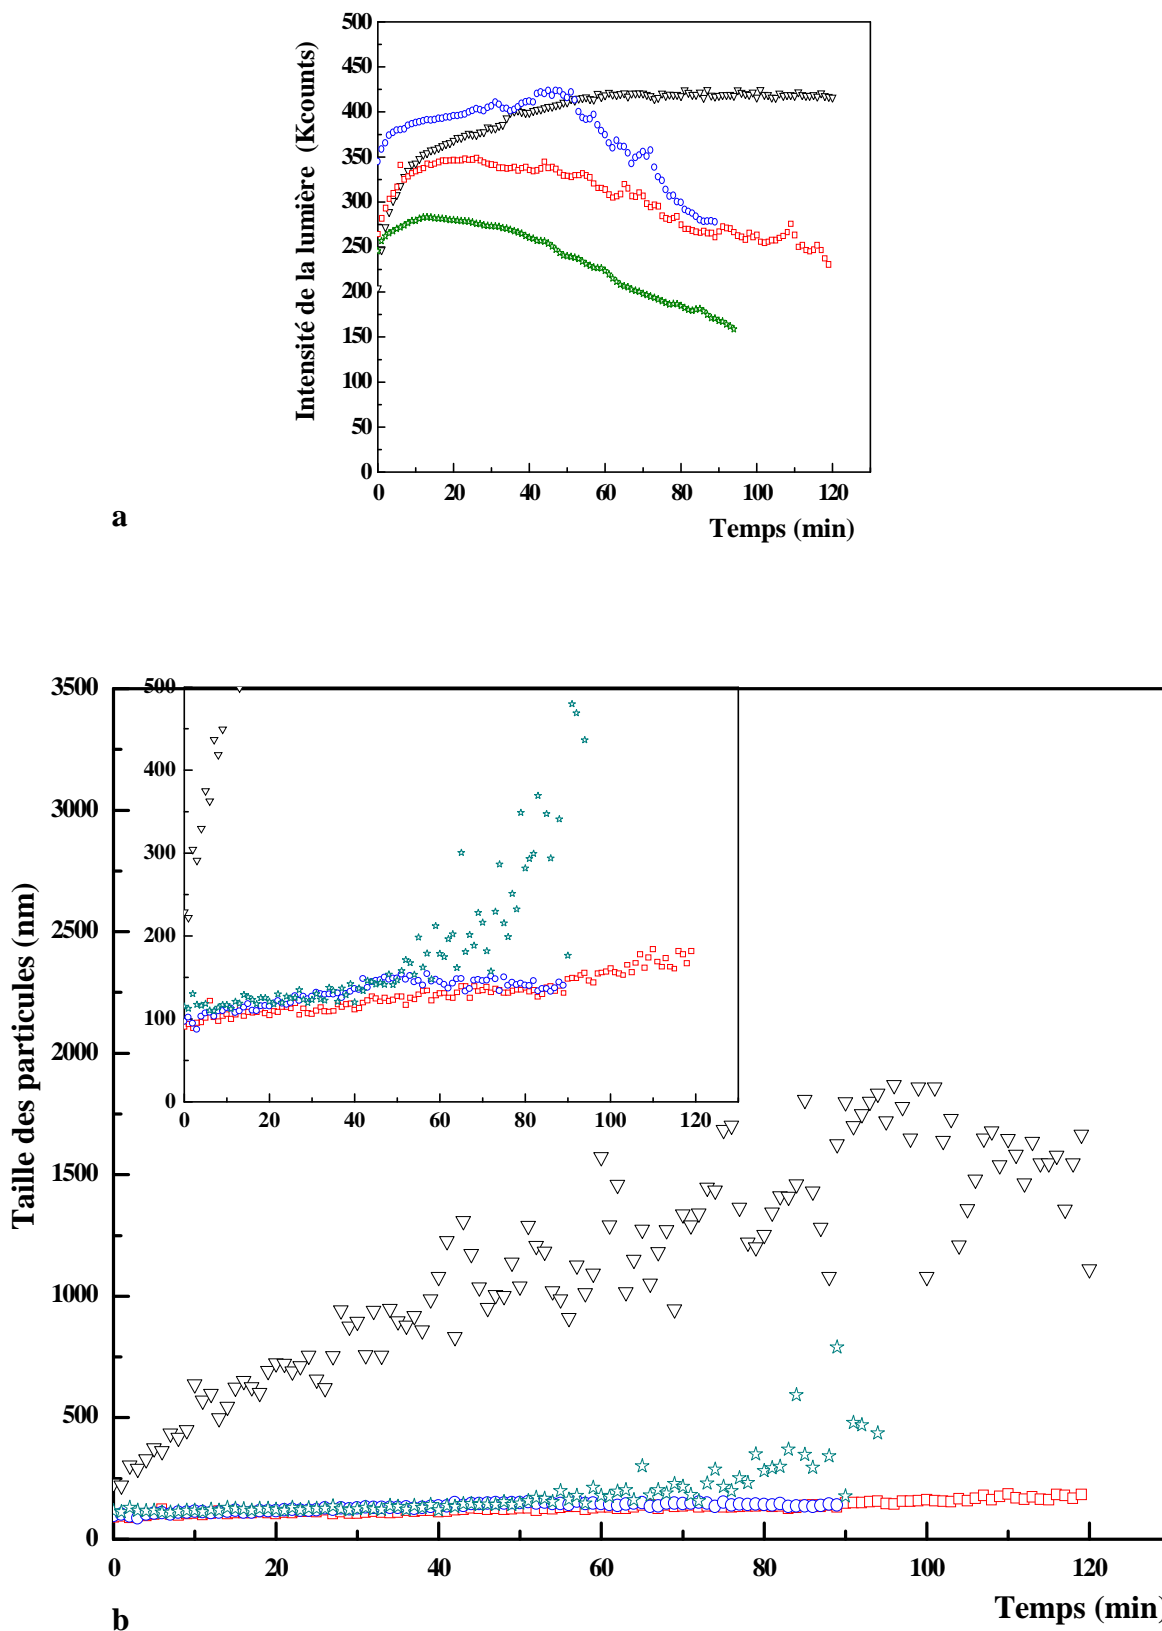 500
450
400
350
300
250
200
150
100
50
0
Intensité de la lumière (Kcounts)
0 20 40 60 80 100 120
Temps (min)
a
3500
3000
2500
2000
1500
1000
500
0
Taille des particules (nm)
500
400
300
200
100
0
0 20 40 60 80 100 120
0 20 40 60 80 100 120
Temps (min)
b